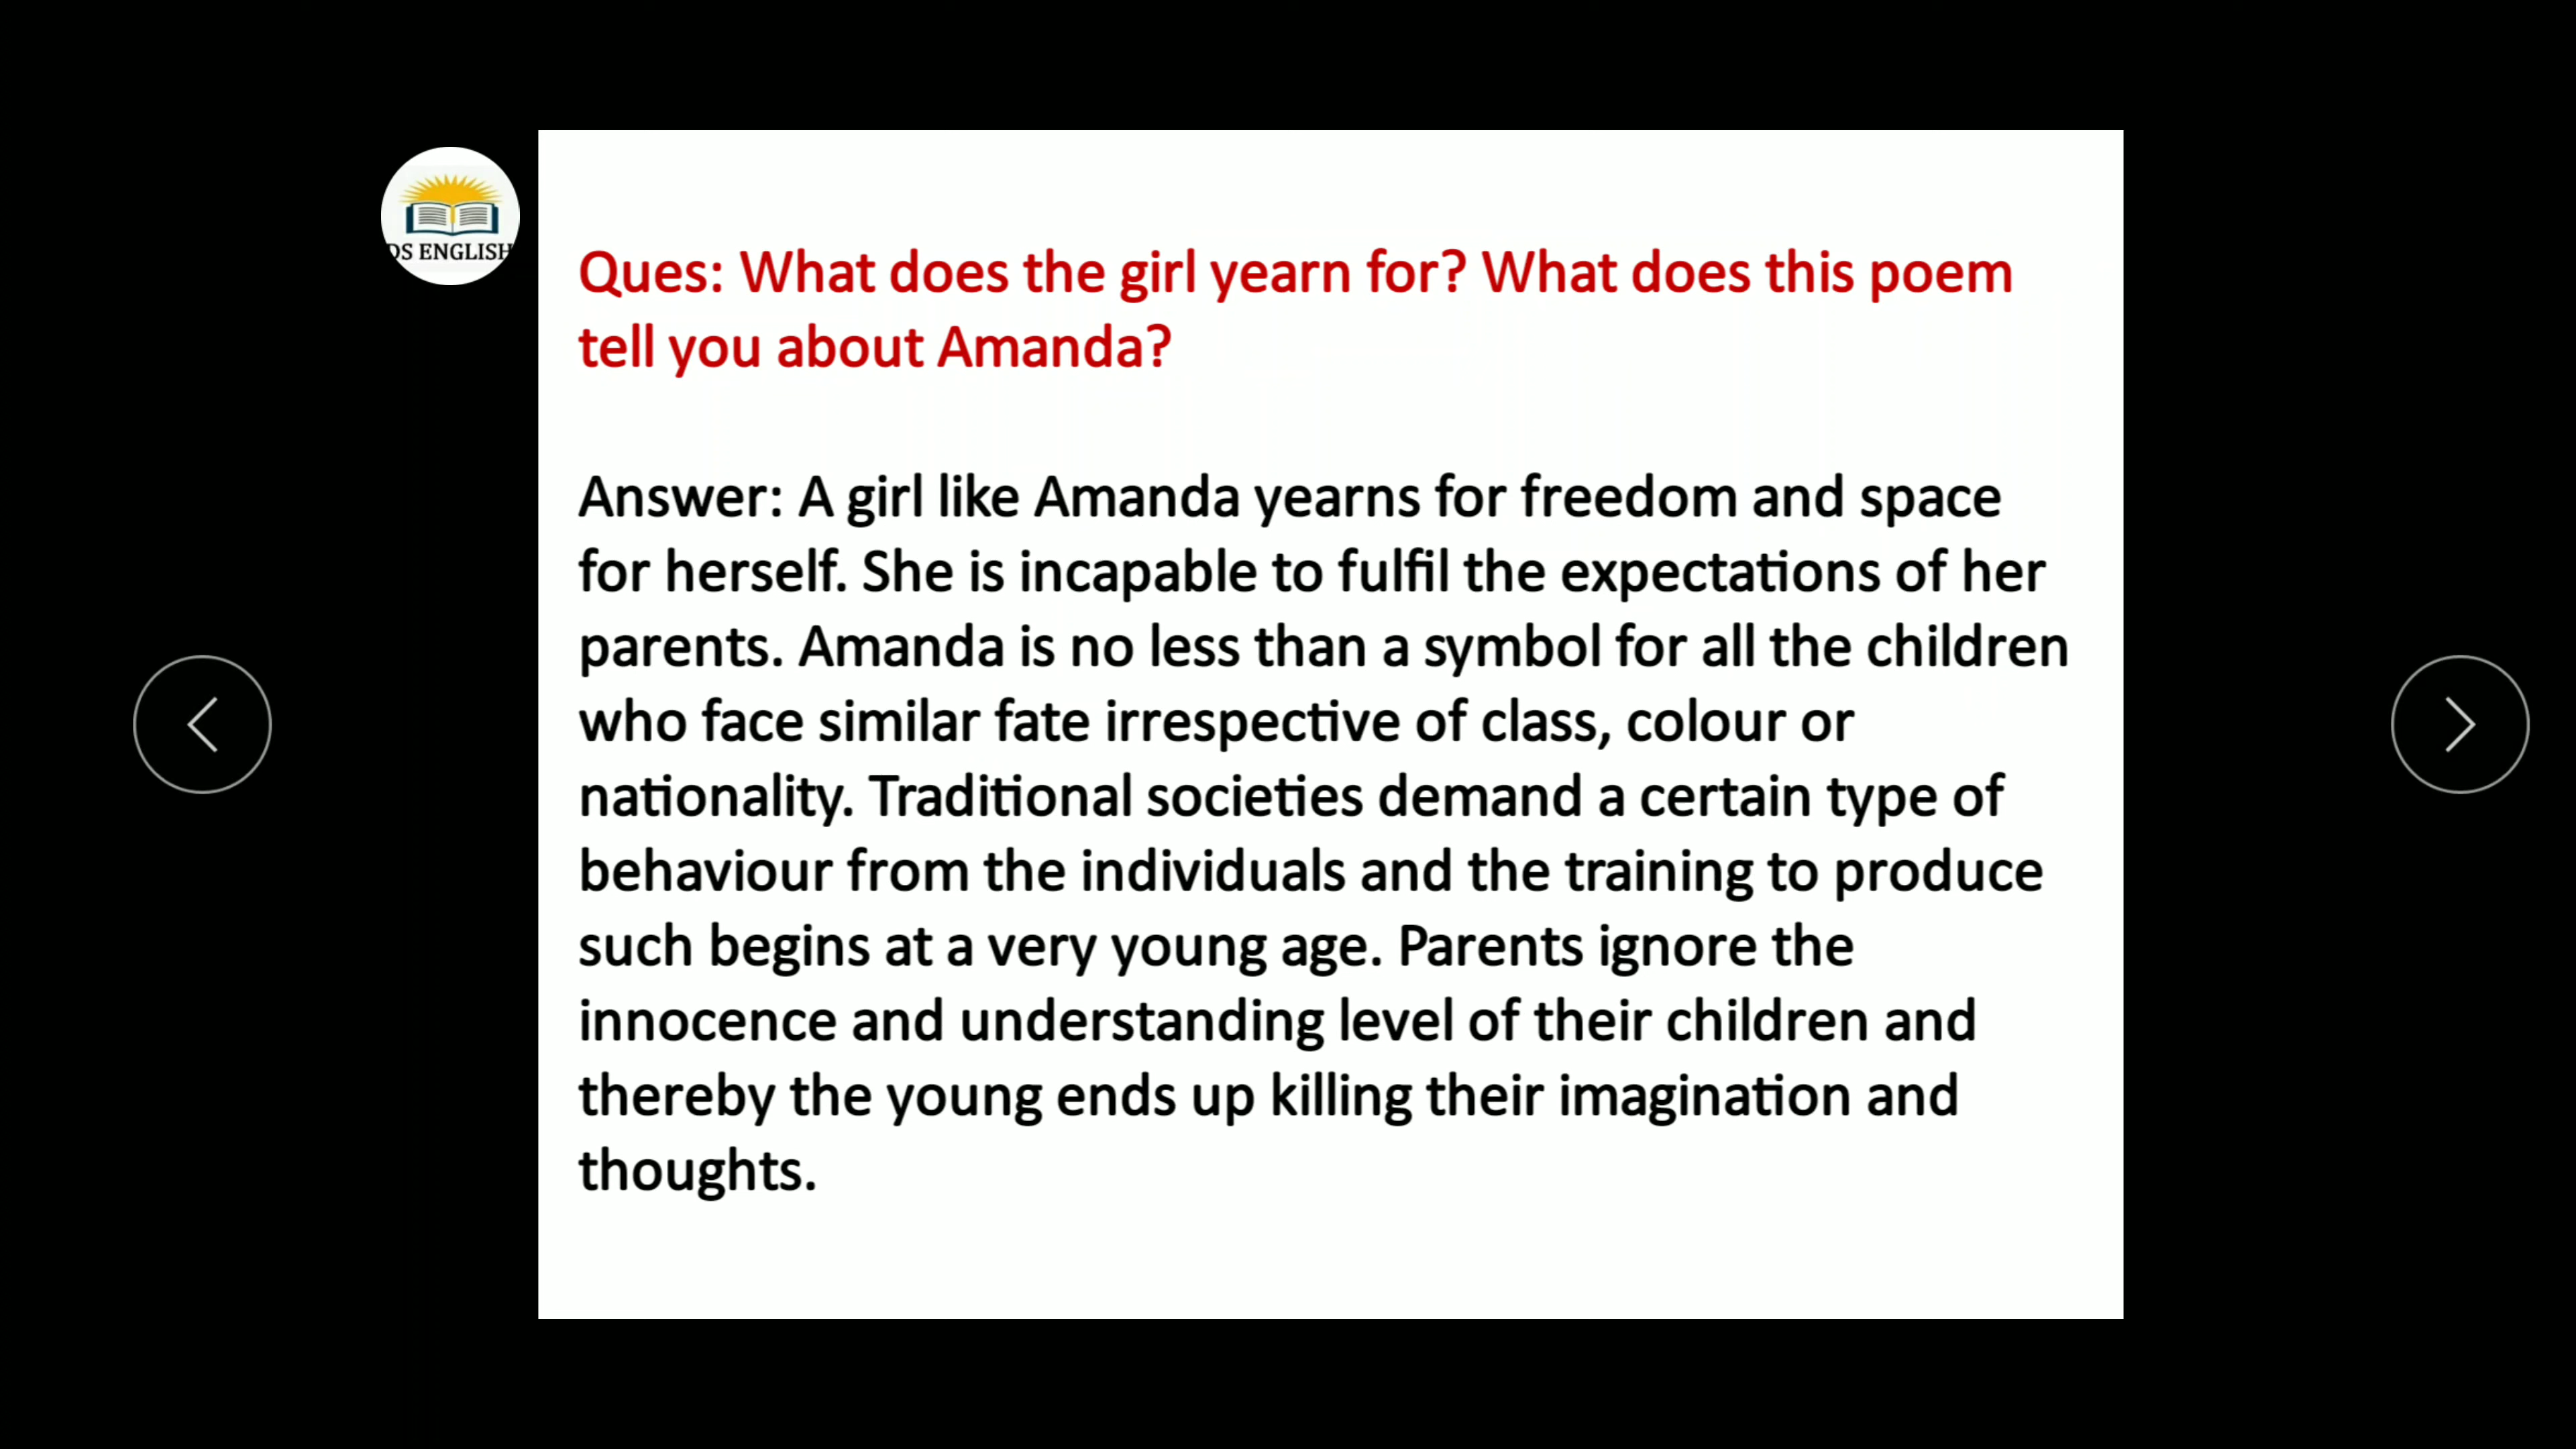 DS ENGLISH
Ques: What does the girl yearn for? What does this poem
tell you about Amanda?
Answer: A girl like Amanda yearns for freedom and space
for herself. She is incapable to fulfil the expectations of her
parents. Amanda is no less than a symbol for all the children
who face similar fate irrespective of class, colour or
nationality. Traditional societies demand a certain type of
behaviour from the individuals and the training to produce
such begins at a very young age. Parents ignore the
innocence and understanding level of their children and
thereby the young ends up killing their imagination and
thoughts.